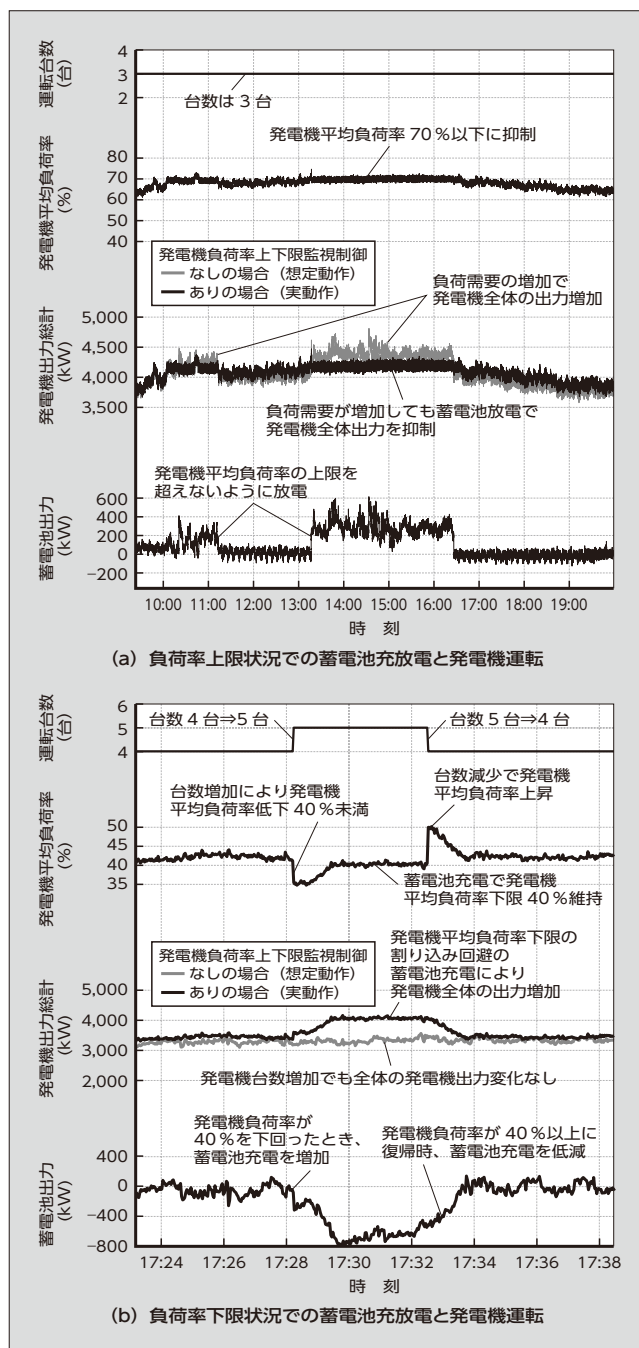 運転台数
(台)
4
3
2
台数は 3 台
発電機平均負荷率
(%)
80
70
60
50
40
発電機平均負荷率 70 %以下に抑制
発電機負荷率上下限監視制御
なしの場合（想定動作）
ありの場合（実動作）
負荷需要の増加で
発電機全体の出力増加
発電機出力総計
(kW)
5,000
4,500
4,000
3,500
負荷需要が増加しても蓄電池放電で
発電機全体出力を抑制
発電機平均負荷率の上限を
超えないように放電
蓄電池出力
(kW)
600
400
200
0
−200
10:00 11:00 12:00 13:00 14:00 15:00 16:00 17:00 18:00 19:00
時 刻
(a) 負荷率上限状況での蓄電池充放電と発電機運転
運転台数
(台)
6
5
4
台数 4 台⇒5 台
台数 5 台⇒4 台
台数増加により発電機
平均負荷率低下 40 %未満
台数減少で発電機
平均負荷率上昇
発電機平均負荷率
(%)
50
45
40
35
蓄電池充電で発電機
平均負荷率下限 40 %維持
発電機負荷率上下限監視制御
なしの場合（想定動作）
ありの場合（実動作）
発電機平均負荷率下限の
割り込み回避の
蓄電池充電により
発電機全体の出力増加
発電機出力総計
(kW)
5,000
4,000
3,000
2,000
発電機台数増加でも全体の発電機出力変化なし
発電機負荷率が
40 %を下回ったとき、
蓄電池充電を増加
発電機負荷率が 40 %以上に
復帰時、蓄電池充電を低減
蓄電池出力
(kW)
400
0
−400
−800
17:24 17:26 17:28 17:30 17:32 17:34 17:36 17:38
時 刻
(b) 負荷率下限状況での蓄電池充放電と発電機運転